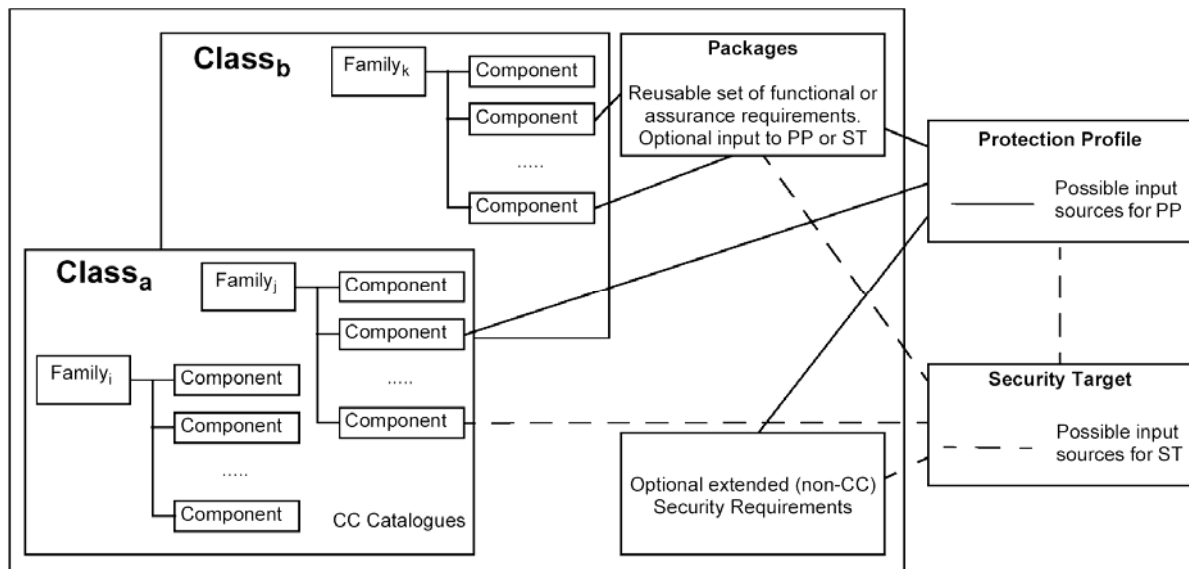 Class_b
Family_k
Component
Component
.....
Component
Packages
Reusable set of functional or
assurance requirements.
Optional input to PP or ST
Protection Profile
Possible input
sources for PP
Class_a
Family_j
Component
Component
.....
Component
Family_i
Component
Component
.....
Component
CC Catalogues
Optional extended (non-CC)
Security Requirements
Security Target
Possible input
sources for ST